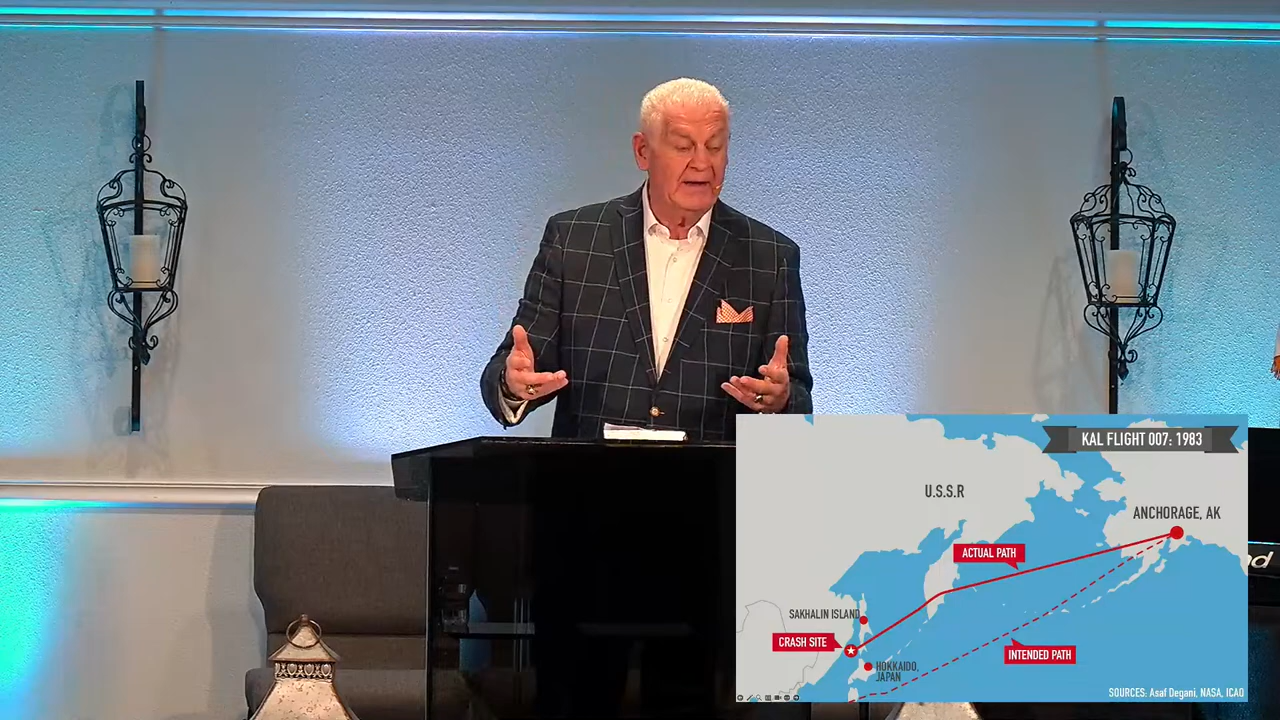 KAL FLIGHT 007: 1983
U.S.S.R
ANCHORAGE, AK
ACTUAL PATH
SAKHALIN ISLAND
CRASH SITE
INTENDED PATH
HOKKAIDO,
JAPAN
SOURCES: Asaf Degani, NASA, ICAO